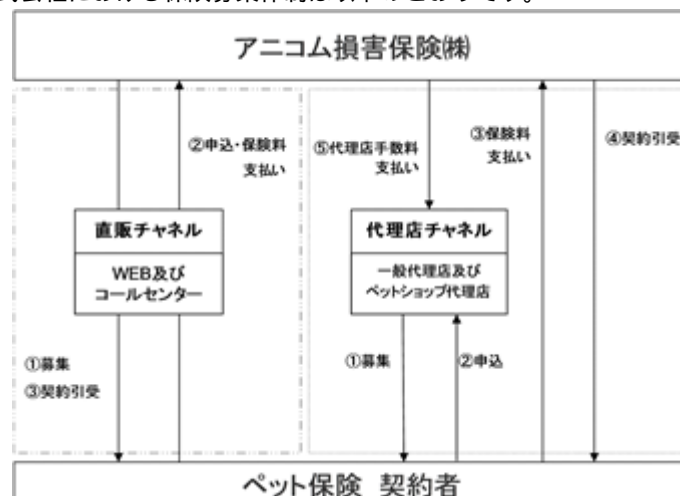 アニコム損害保険㈱
②申込・保険料
支払い
直販チャネル
WEB及び
コールセンター
①募集
③契約引受
⑤代理店手数料
支払い
③保険料
支払い
④契約引受
代理店チャネル
一般代理店及び
ペットショップ代理店
①募集
②申込
ペット保険 契約者